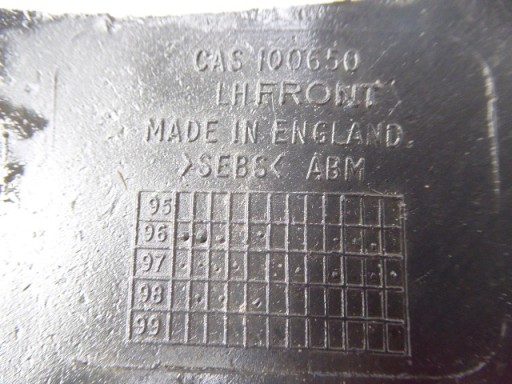 CAS 100650
LH FRONT
MADE IN ENGLAND.
>SEBS< ABM
95
96
97
98
99